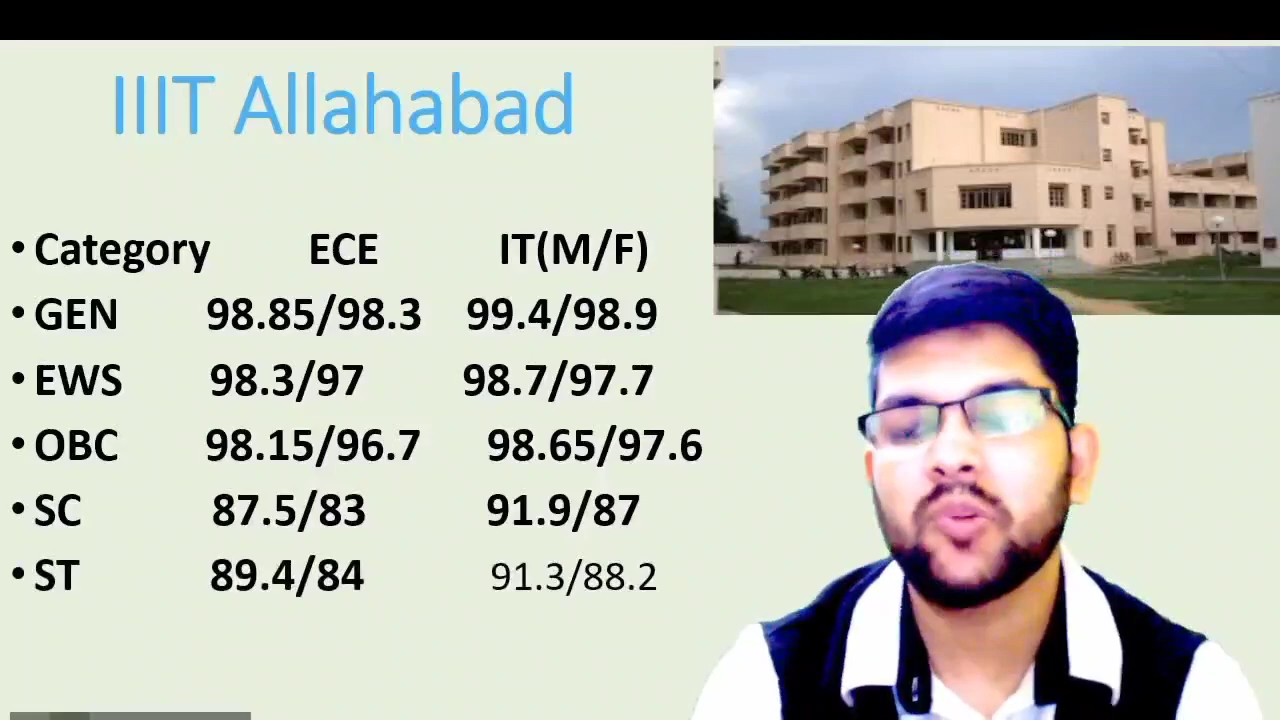 IIIT Allahabad
• Category ECE IT(M/F)
• GEN 98.85/98.3 99.4/98.9
• EWS 98.3/97 98.7/97.7
• OBC 98.15/96.7 98.65/97.6
• SC 87.5/83 91.9/87
• ST 89.4/84 91.3/88.2